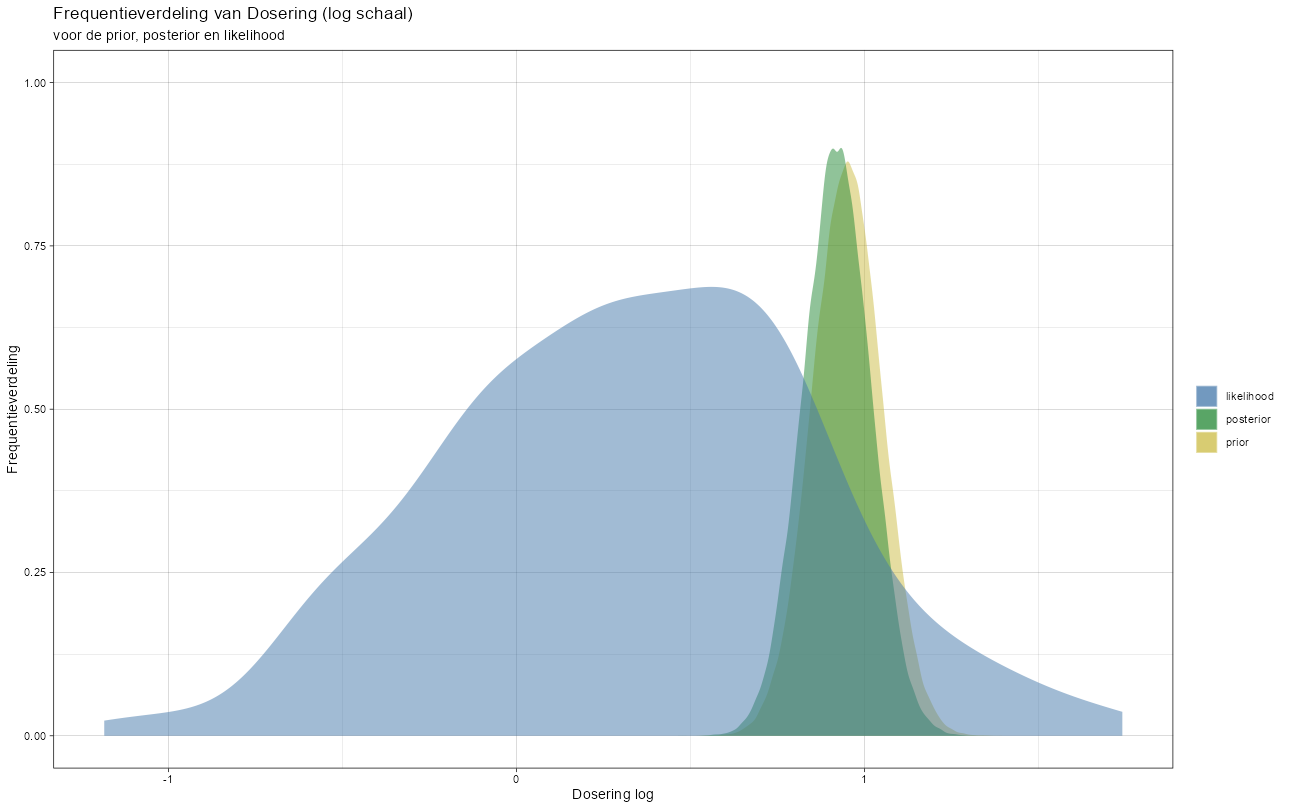 Frequentieverdeling van Dosering (log schaal)
voor de prior, posterior en likelihood
1.00
0.75
0.50
0.25
0.00
Frequentieverdeling
-1
0
1
Dosering log
likelihood
posterior
prior